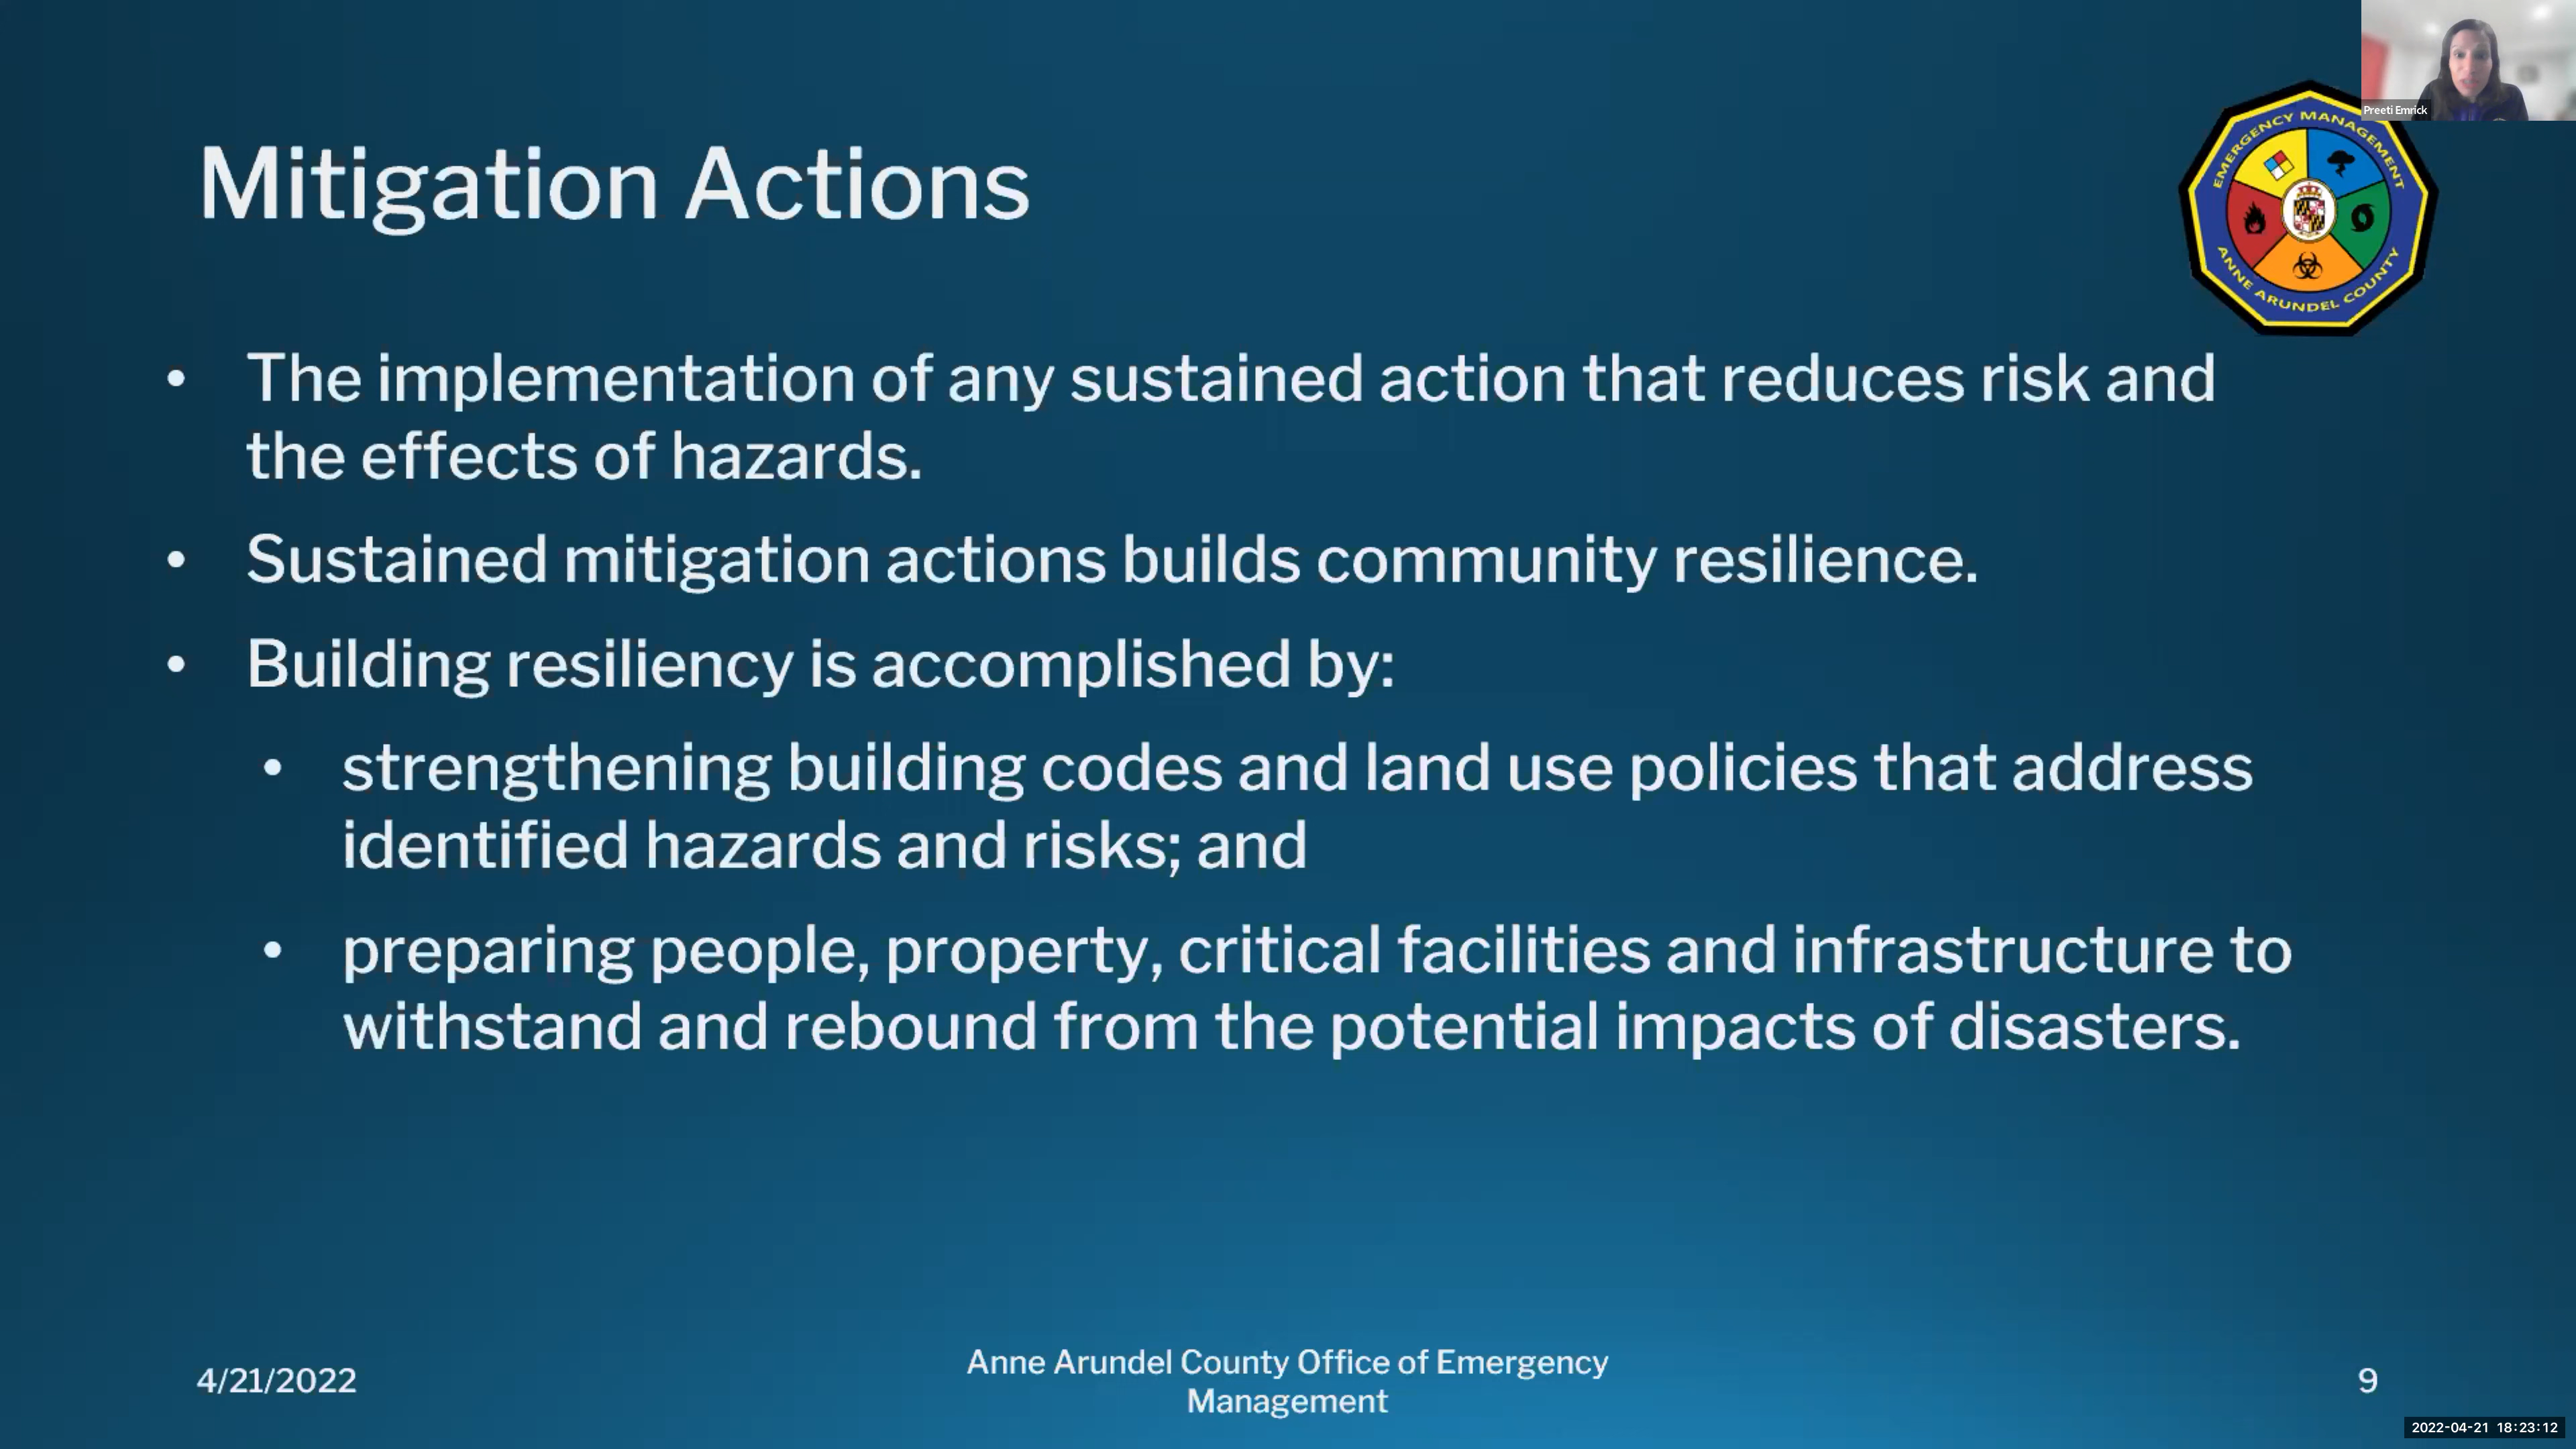 Preeti Emrick
EMERGENCY MANAGEMENT
ANNE ARUNDEL COUNTY
Mitigation Actions
• The implementation of any sustained action that reduces risk and
the effects of hazards.
• Sustained mitigation actions builds community resilience.
• Building resiliency is accomplished by:
• strengthening building codes and land use policies that address
identified hazards and risks; and
• preparing people, property, critical facilities and infrastructure to
withstand and rebound from the potential impacts of disasters.
4/21/2022
Anne Arundel County Office of Emergency
Management
9
2022-04-21 18:23:12